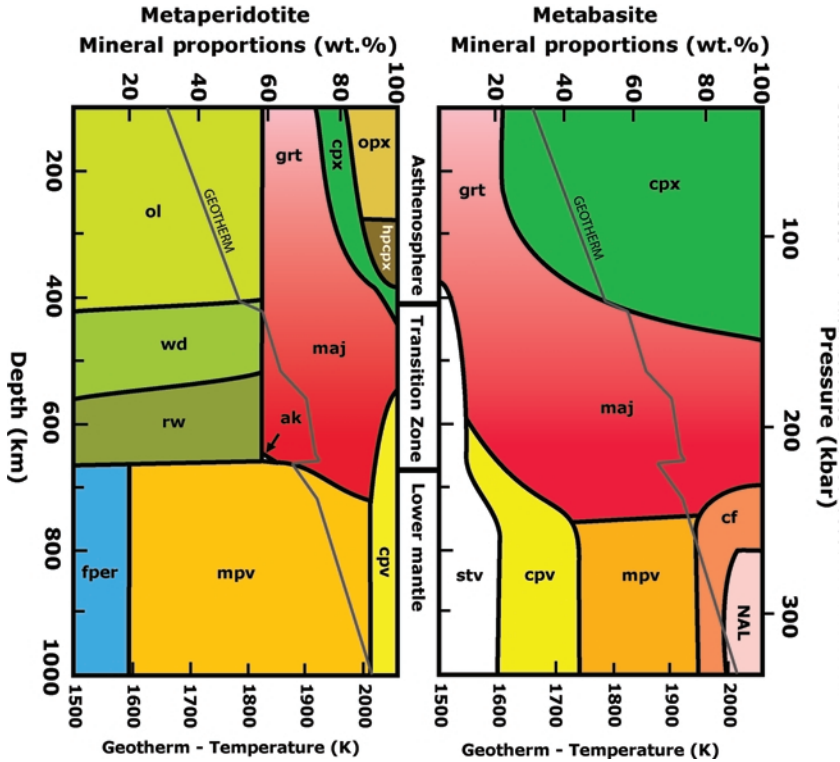 Metaperidotite
Mineral proportions (wt.%)
20
40
60
80
100
Metabasite
Mineral proportions (wt.%)
20
40
60
80
100
Depth (km)
200
400
600
800
1000
ol
GEOTHERM
grt
cpx
opx
hpcpx
wd
rw
maj
ak
fper
mpv
cpv
Asthenosphere
Transition Zone
Lower mantle
grt
GEOTHERM
cpx
maj
stv
cpv
mpv
cf
NAL
Pressure (kbar)
100
200
300
1500
1600
1700
1800
1900
2000
Geotherm - Temperature (K)
1500
1600
1700
1800
1900
2000
Geotherm - Temperature (K)